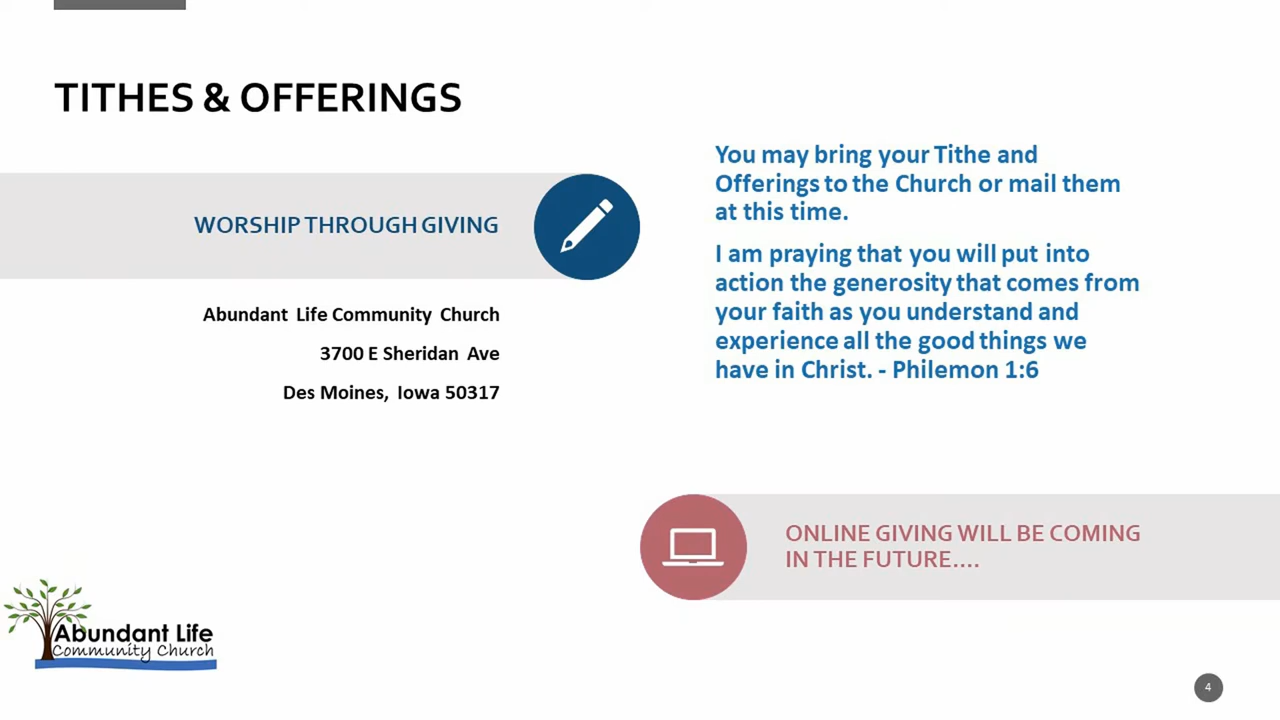 TITHES & OFFERINGS
WORSHIP THROUGH GIVING
Abundant Life Community Church
3700 E Sheridan Ave
Des Moines, Iowa 50317
You may bring your Tithe and
Offerings to the Church or mail them
at this time.
I am praying that you will put into
action the generosity that comes from
your faith as you understand and
experience all the good things we
have in Christ. - Philemon 1:6
ONLINE GIVING WILL BE COMING
IN THE FUTURE....
Abundant Life
Community Church
4